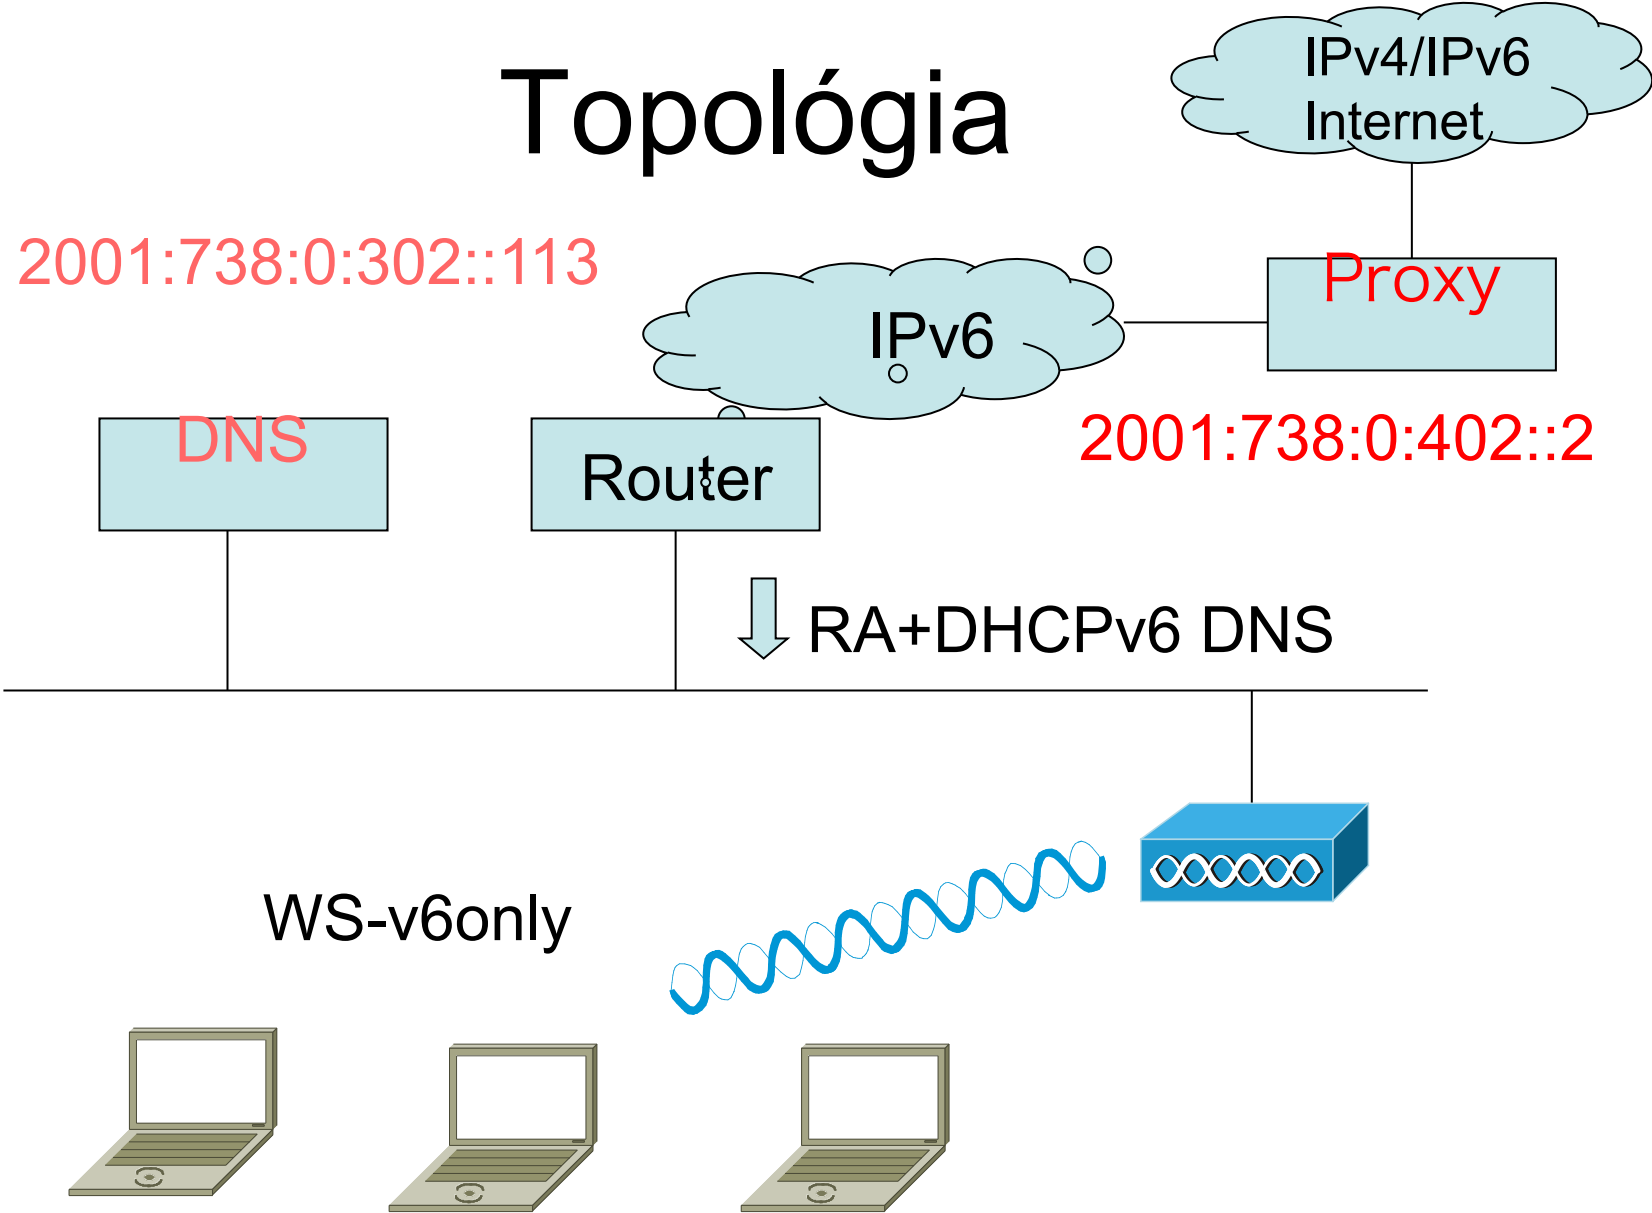 Topológia
IPv4/IPv6
Internet
2001:738:0:302::113
IPv6
Proxy
2001:738:0:402::2
DNS
Router
RA+DHCPv6 DNS
WS-v6only